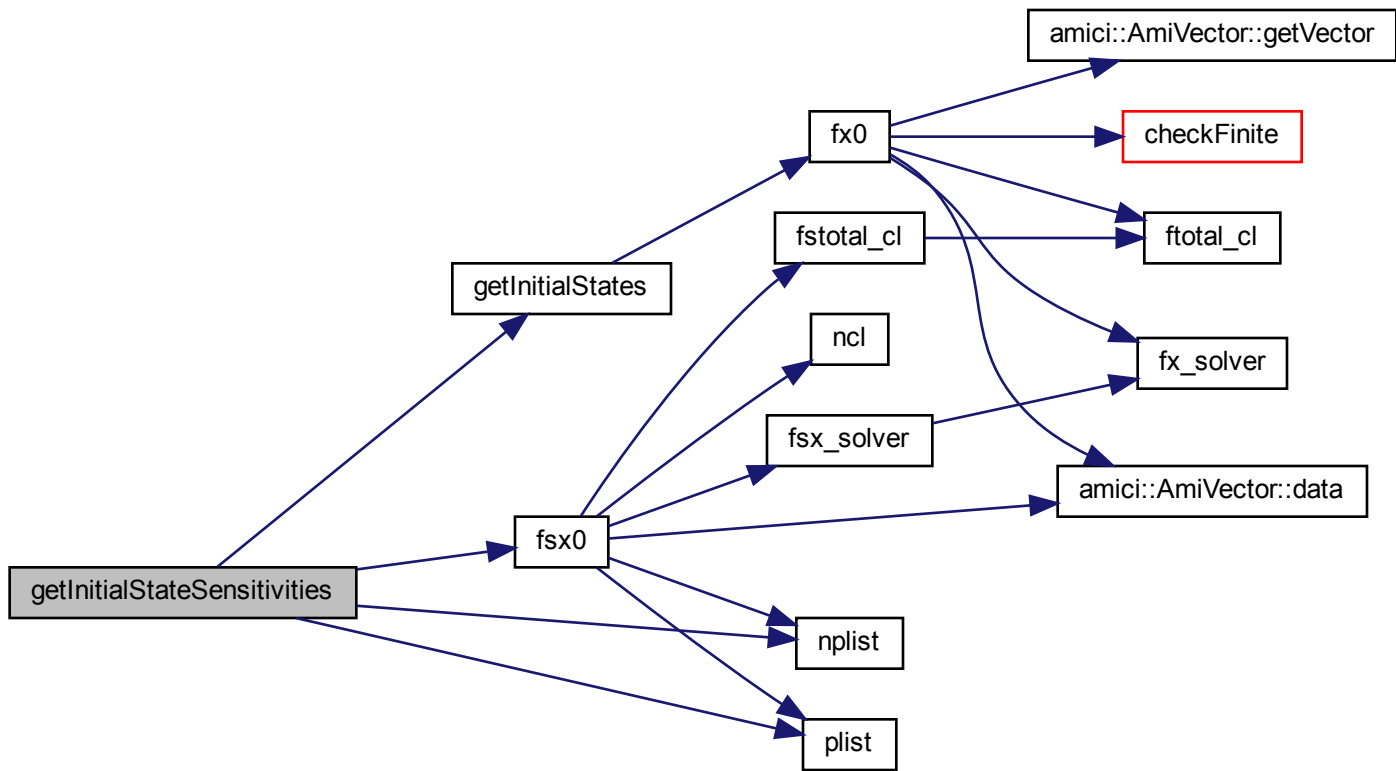 amici::AmiVector::getVector
fx0
checkFinite
fstotal_cl
ftotal_cl
getInitialStates
ncl
fx_solver
fsx_solver
amici::AmiVector::data
fsx0
getInitialStateSensitivities
nplist
plist